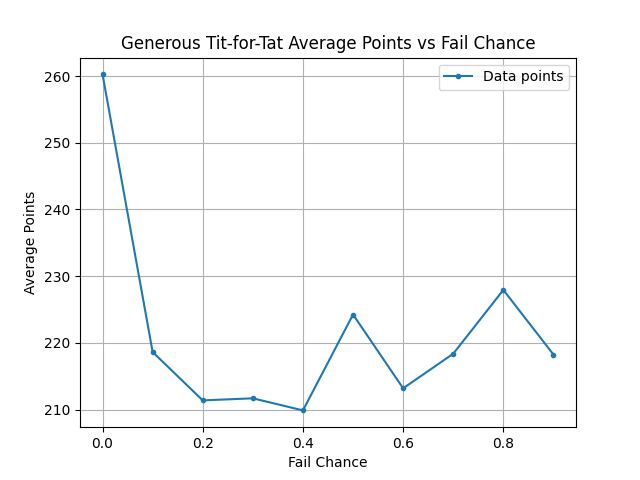 Generous Tit-for-Tat Average Points vs Fail Chance
Data points
260
250
240
230
220
210
Average Points
0.0 0.2 0.4 0.6 0.8
Fail Chance